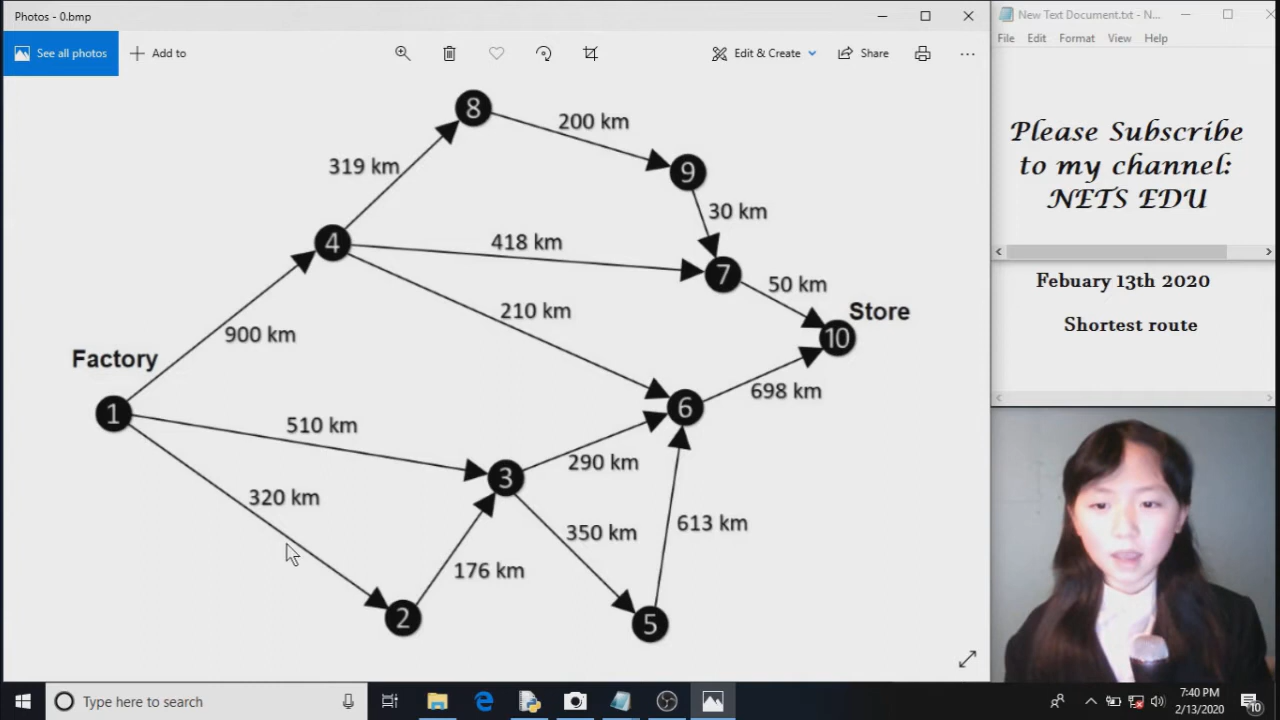 Photos - 0.bmp
New Text Document.txt - N...
See all photos
Add to
Edit & Create
Share
File Edit Format View Help
8
200 km
319 km
9
30 km
4
418 km
7
50 km
210 km
Store
10
900 km
Factory
698 km
1
6
510 km
290 km
3
320 km
350 km
613 km
176 km
2
5
Please Subscribe
to my channel:
NETS EDU
Febuary 13th 2020
Shortest route
Type here to search
7:40 PM
2/13/2020
10